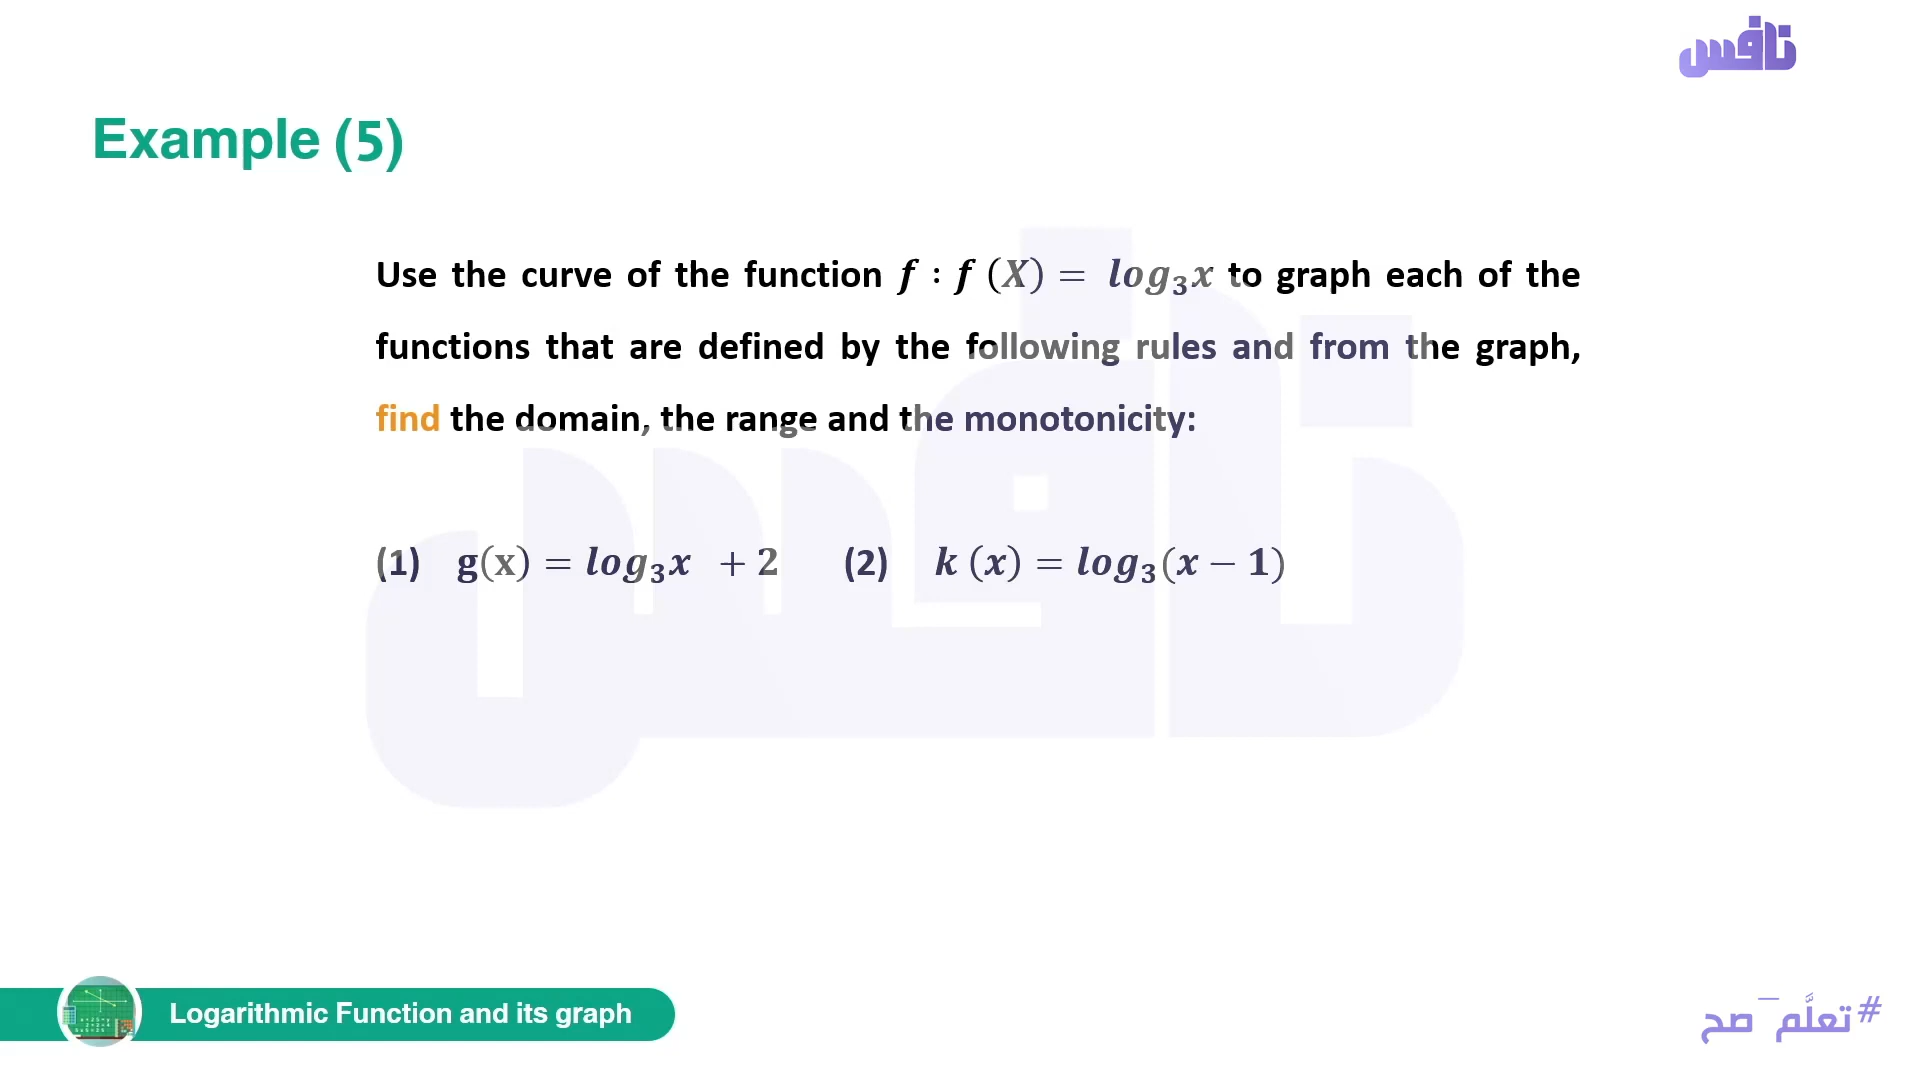 نافس
Example (5)
Use the curve of the function f : f (X) = log₃x to graph each of the
functions that are defined by the following rules and from the graph,
find the domain, the range and the monotonicity:
(1) g(x) = log₃x + 2 (2) k (x) = log₃(x − 1)
Logarithmic Function and its graph
#تعلَّم_صح